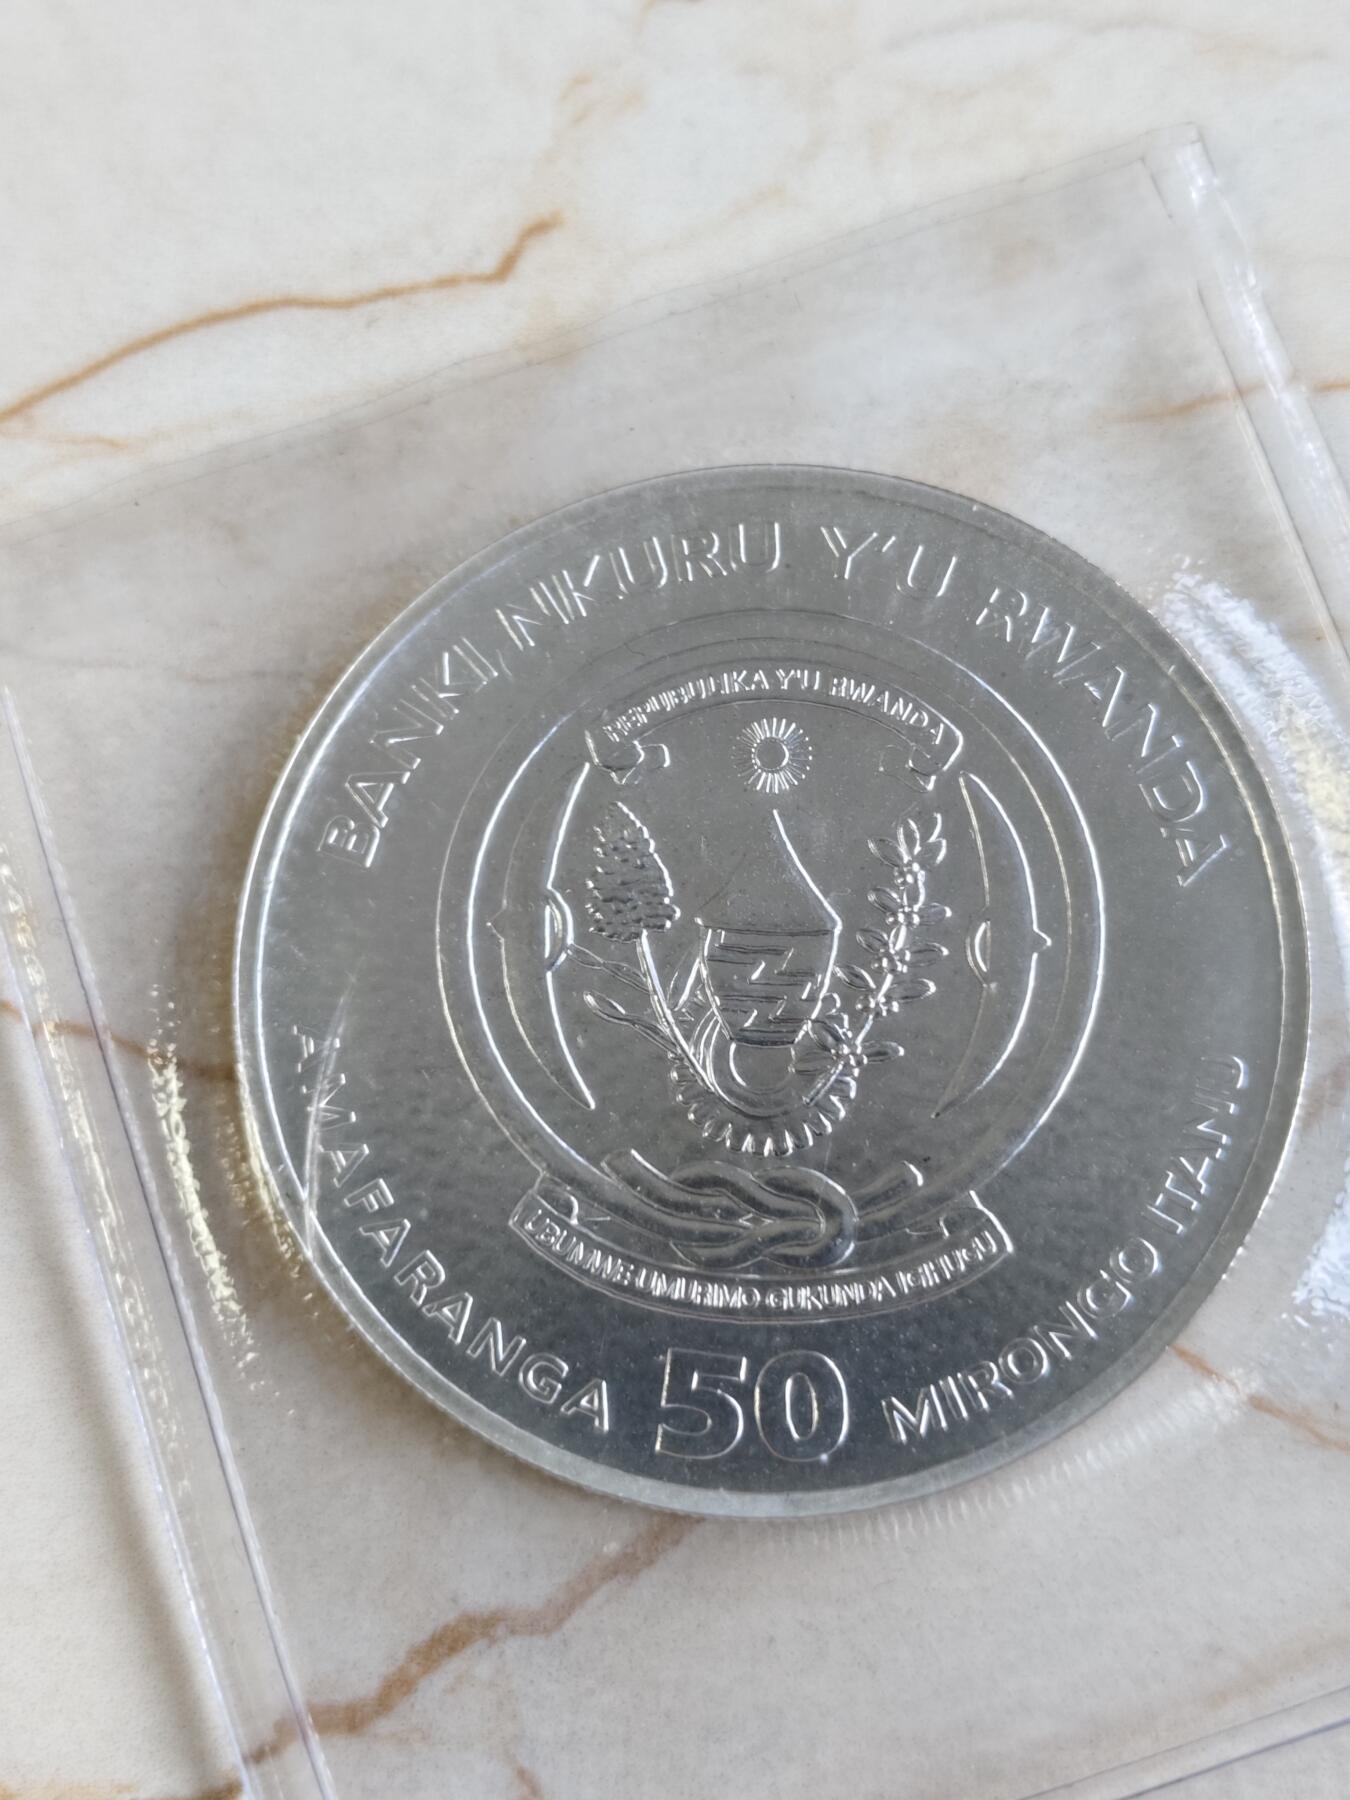 BANKI NKURU Y'U RWANDA
REPUBULIKA Y'U RWANDA
UBUMWE UMURIMO GUKUNDA IGIHUGU
AMAFARANGA 50 MIRONGO ITANU